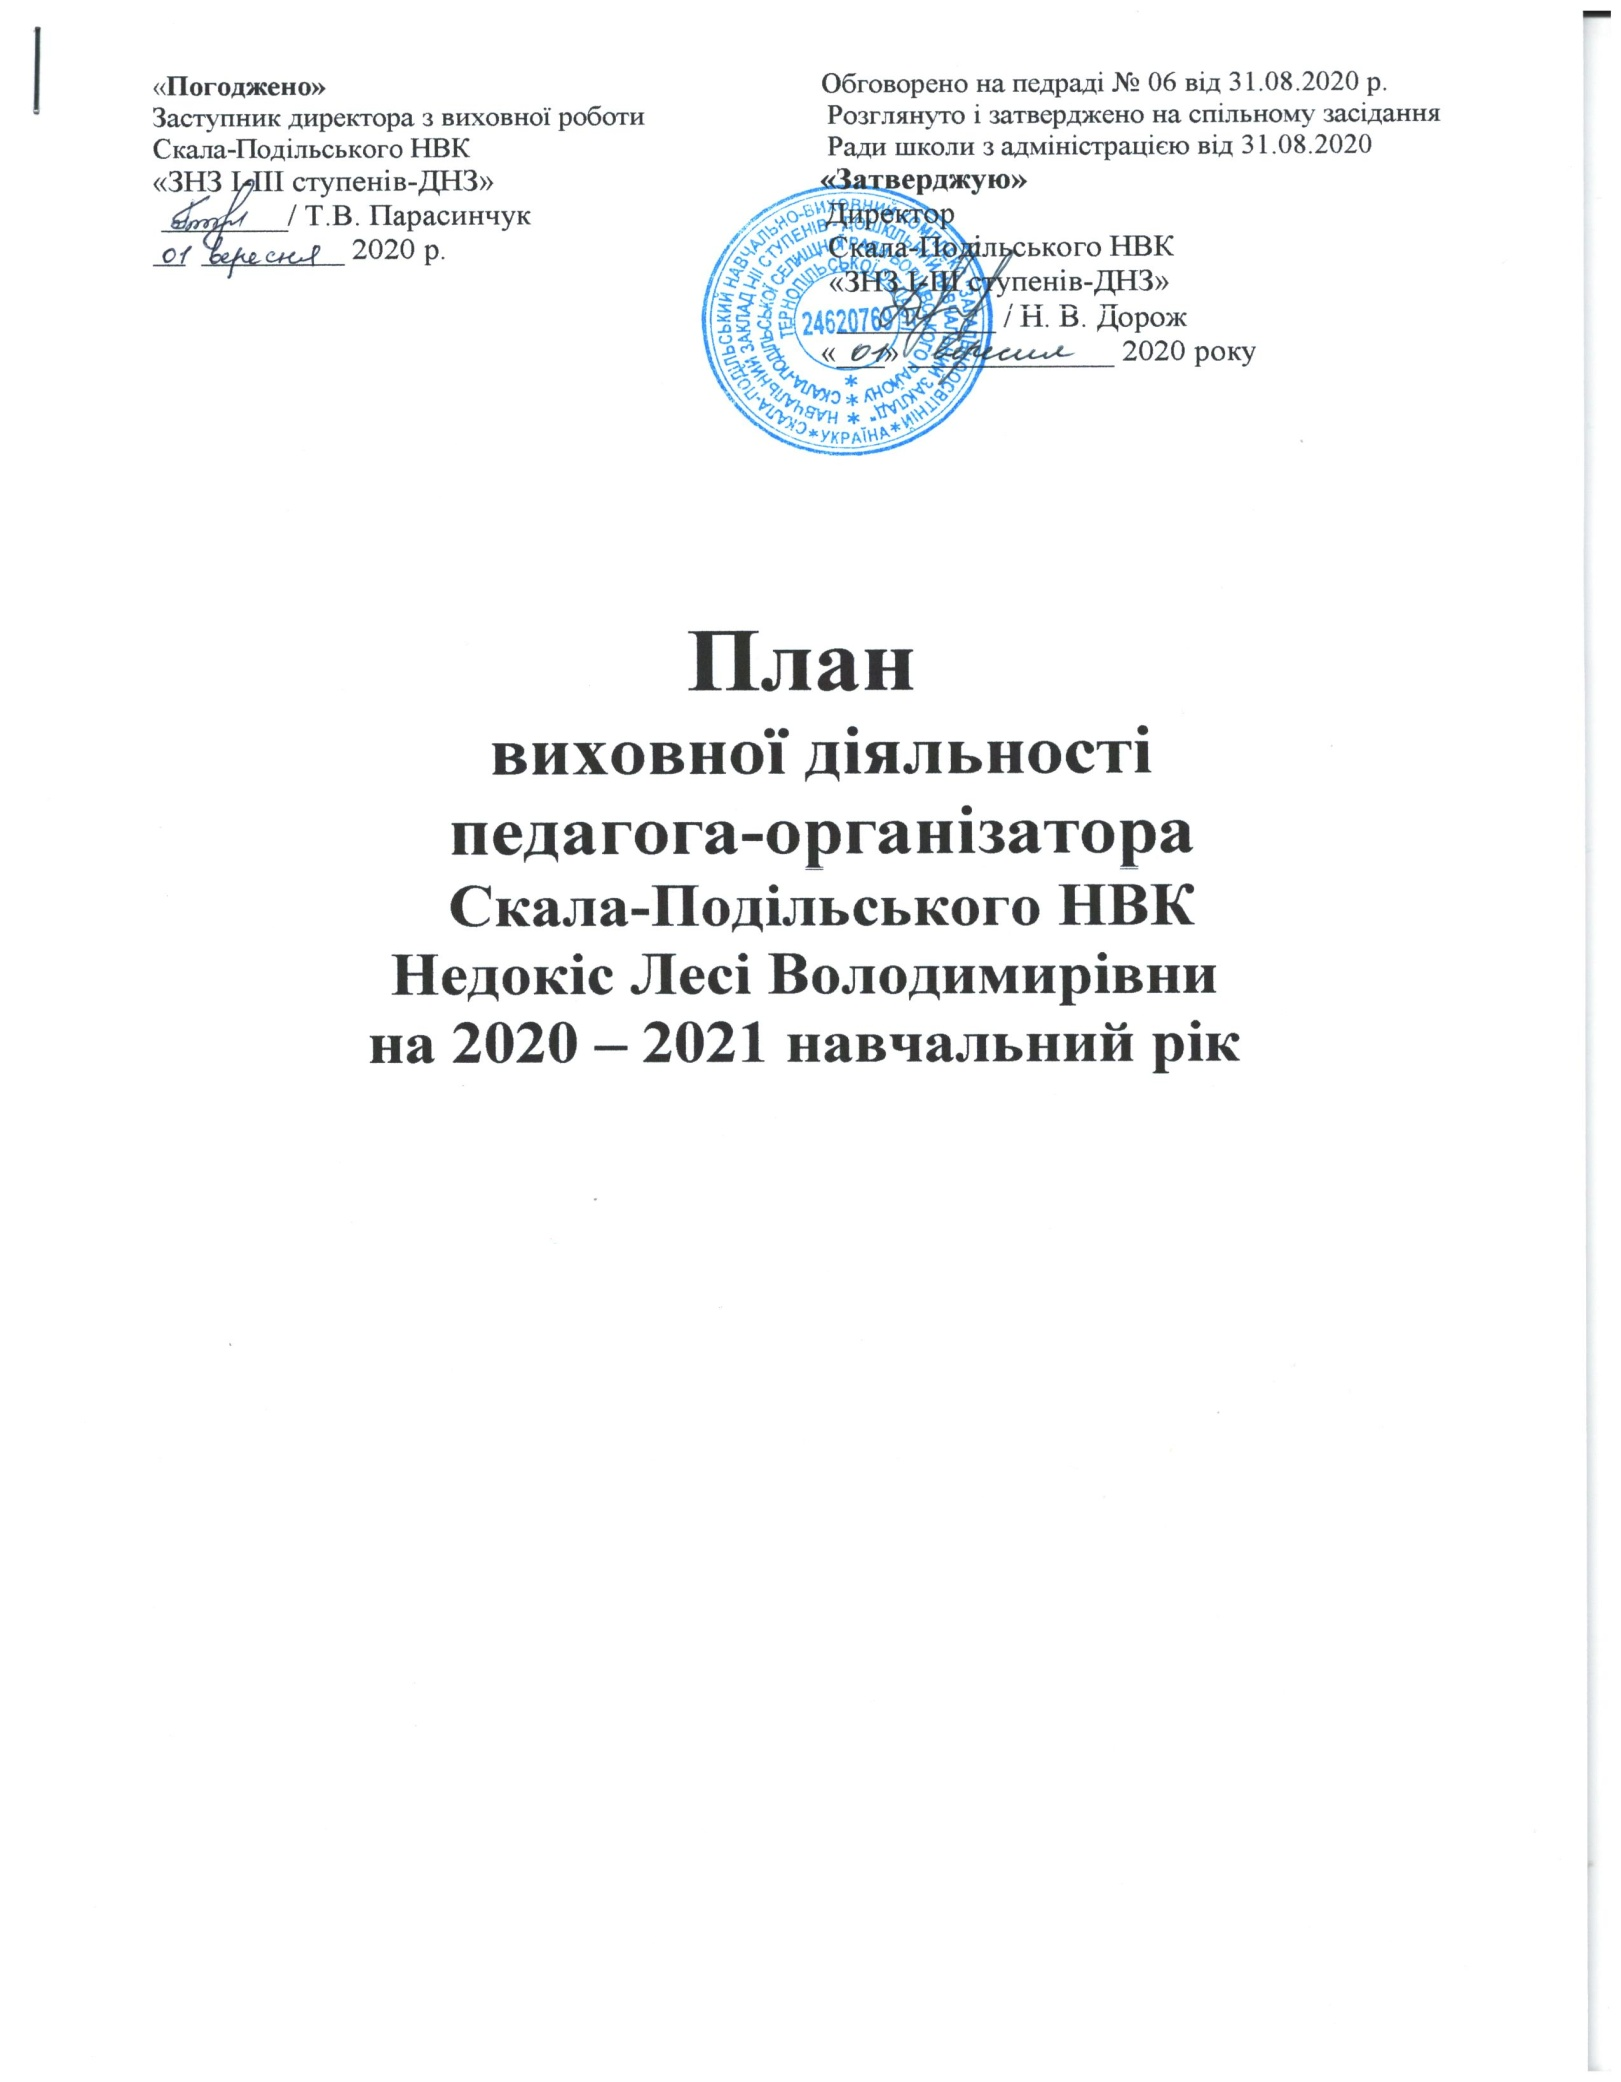 «Погоджено»
Заступник директора з виховної роботи
Скала-Подільського НВК
«ЗНЗ І-ІІІ ступенів-ДНЗ»
/ Т.В. Парасинчук
01 вересня 2020 р.
Обговорено на педраді № 06 від 31.08.2020 р.
Розглянуто і затверджено на спільному засідання
Ради школи з адміністрацією від 31.08.2020
«Затверджую»
Директор
Скала-Подільського НВК
«ЗНЗ І-ІІІ ступенів-ДНЗ»
/ Н. В. Дорож
« 01 » вересня 2020 року
24620769
УКРАЇНА
План
виховної діяльності
педагога-організатора
Скала-Подільського НВК
Недокіс Лесі Володимирівни
на 2020 – 2021 навчальний рік